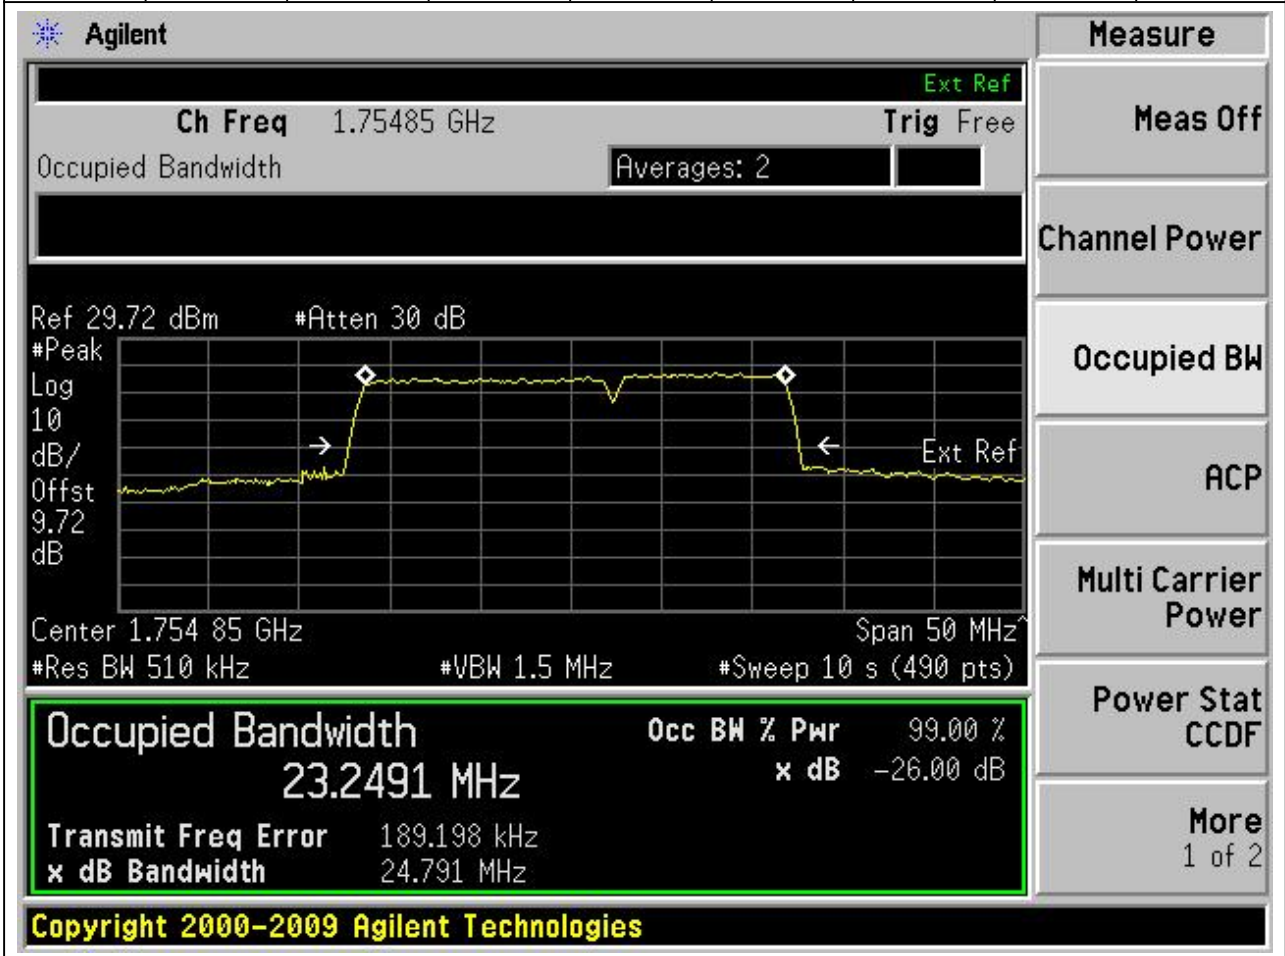 Agilent
Measure
Ext Ref
Ch Freq 1.75485 GHz Trig Free
Occupied Bandwidth Averages: 2
Meas Off
Channel Power
Ref 29.72 dBm #Atten 30 dB
#Peak
Log
10
dB/
Offst
9.72
dB
Ext Ref
Center 1.754 85 GHz Span 50 MHz^
#Res BW 510 kHz #VBW 1.5 MHz #Sweep 10 s (490 pts)
Occupied BW
ACP
Multi Carrier
Power
Power Stat
CCDF
More
1 of 2
Occupied Bandwidth Occ BW % Pwr 99.00 %
23.2491 MHz x dB -26.00 dB
Transmit Freq Error 189.198 kHz
x dB Bandwidth 24.791 MHz
Copyright 2000-2009 Agilent Technologies